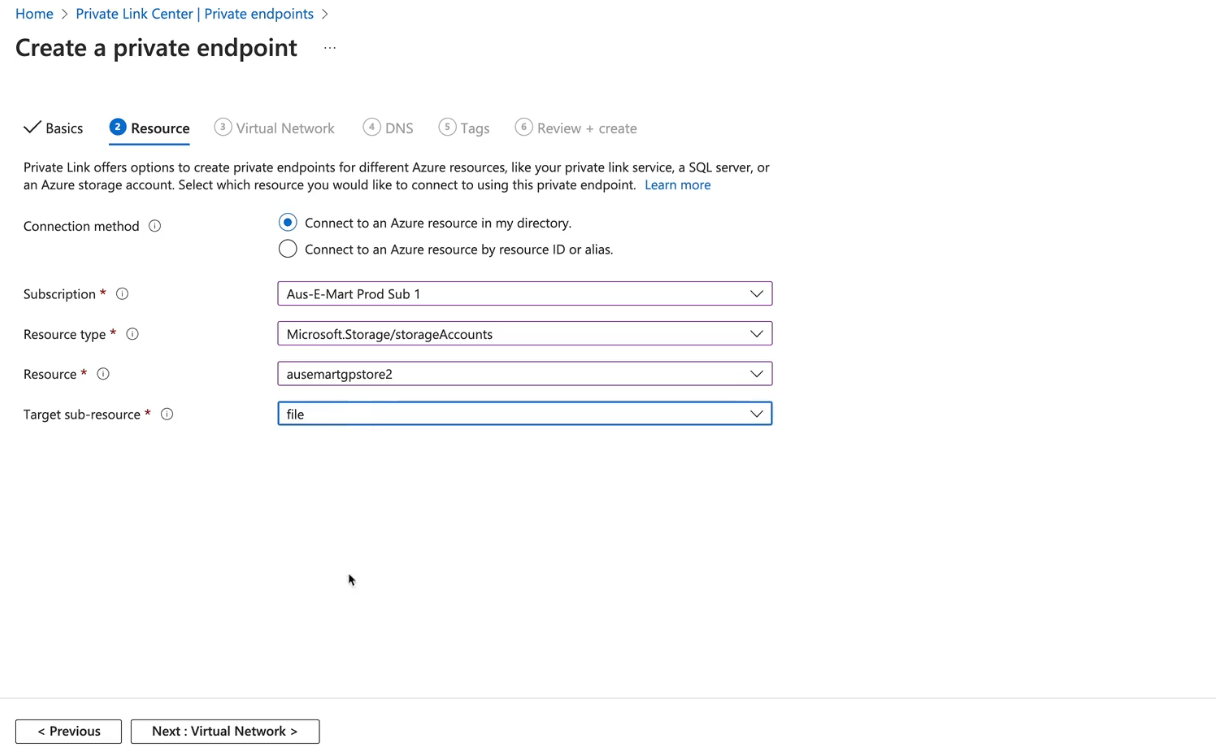 Home > Private Link Center | Private endpoints >
Create a private endpoint ...
Basics 2 Resource 3 Virtual Network 4 DNS 5 Tags 6 Review + create
Private Link offers options to create private endpoints for different Azure resources, like your private link service, a SQL server, or
an Azure storage account. Select which resource you would like to connect to using this private endpoint. Learn more
Connection method
Connect to an Azure resource in my directory.
Connect to an Azure resource by resource ID or alias.
Subscription * Aus-E-Mart Prod Sub 1
Resource type * Microsoft.Storage/storageAccounts
Resource * ausemartgpstore2
Target sub-resource * file
< Previous Next : Virtual Network >